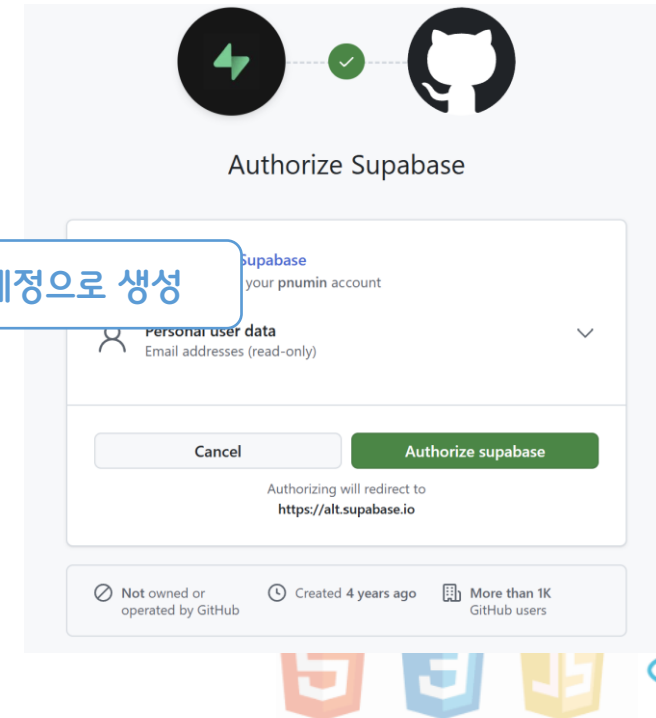 Authorize Supabase
Supabase
your pnumin account
계정으로 생성
Personal user data
Email addresses (read-only)
Cancel
Authorize supabase
Authorizing will redirect to
https://alt.supabase.io
Not owned or
operated by GitHub
Created 4 years ago
More than 1K
GitHub users